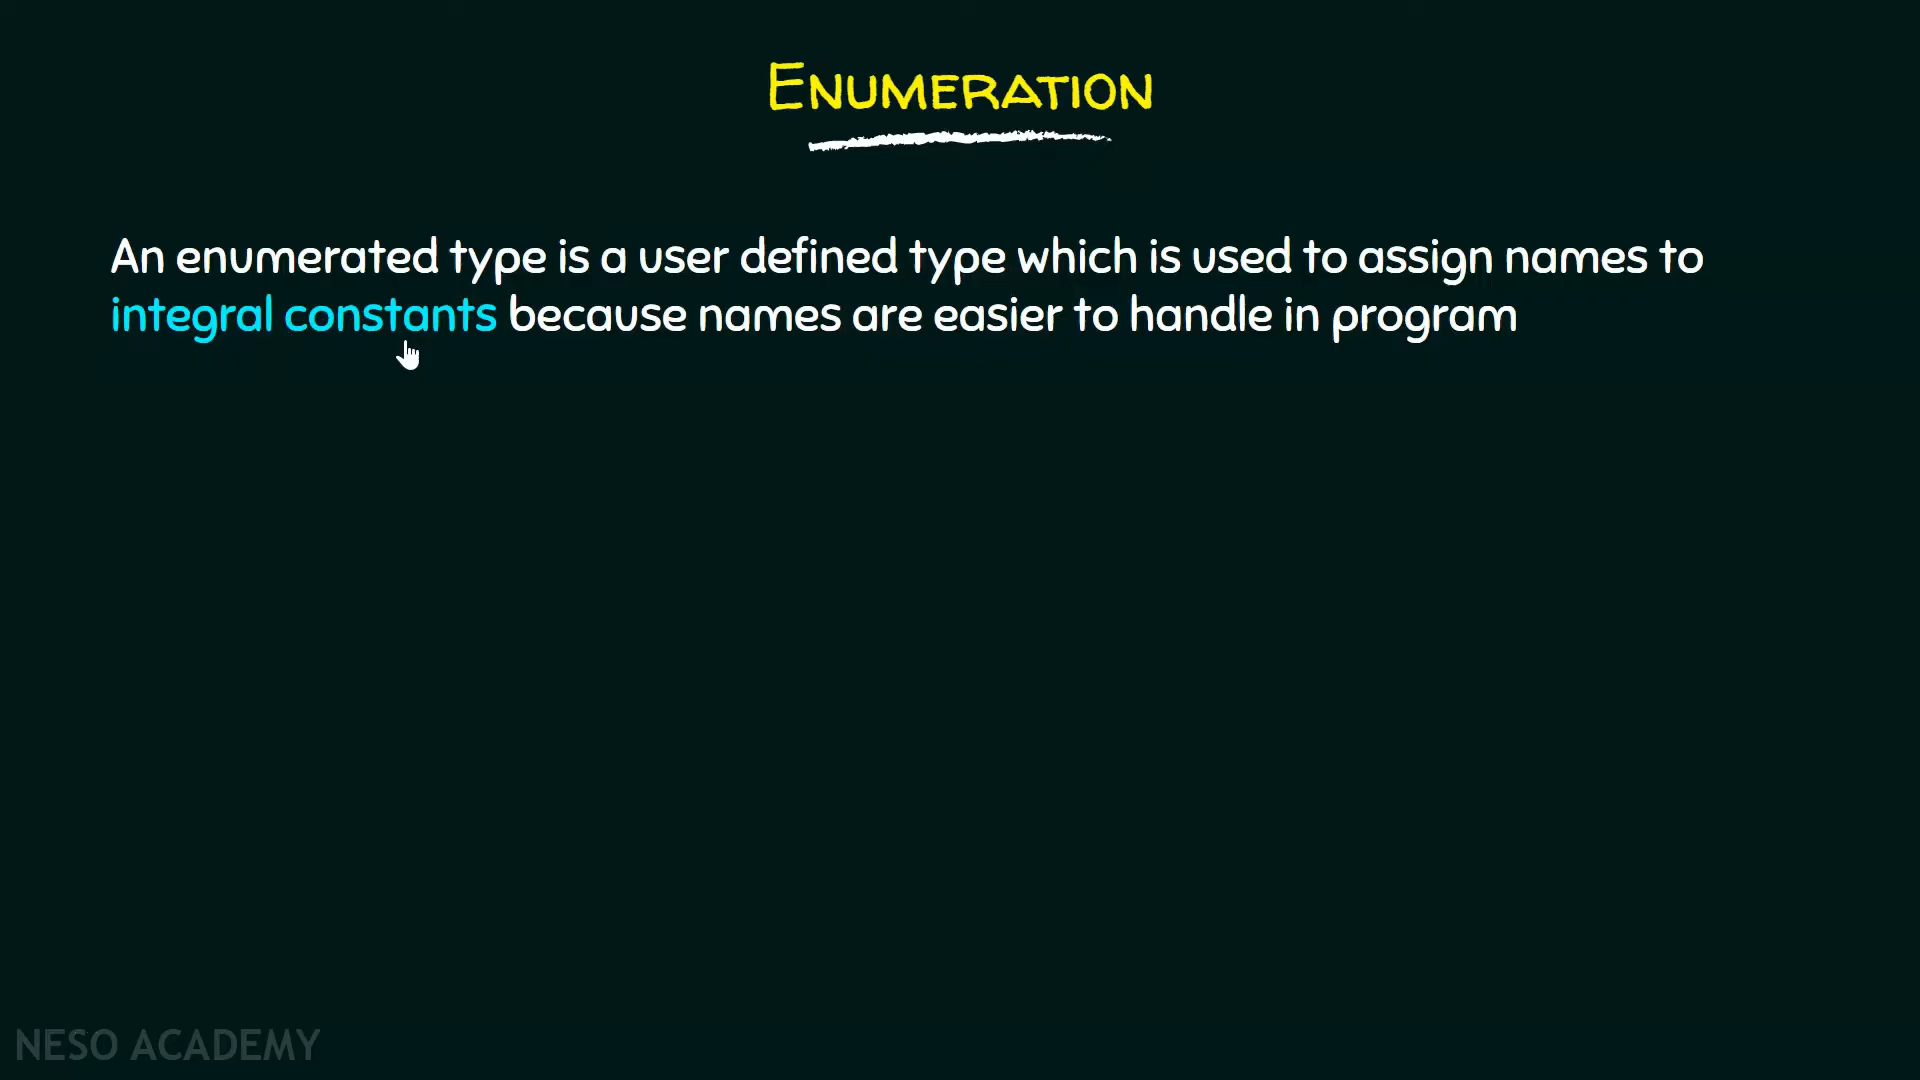 ENUMERATION
An enumerated type is a user defined type which is used to assign names to
integral constants because names are easier to handle in program
NESO ACADEMY